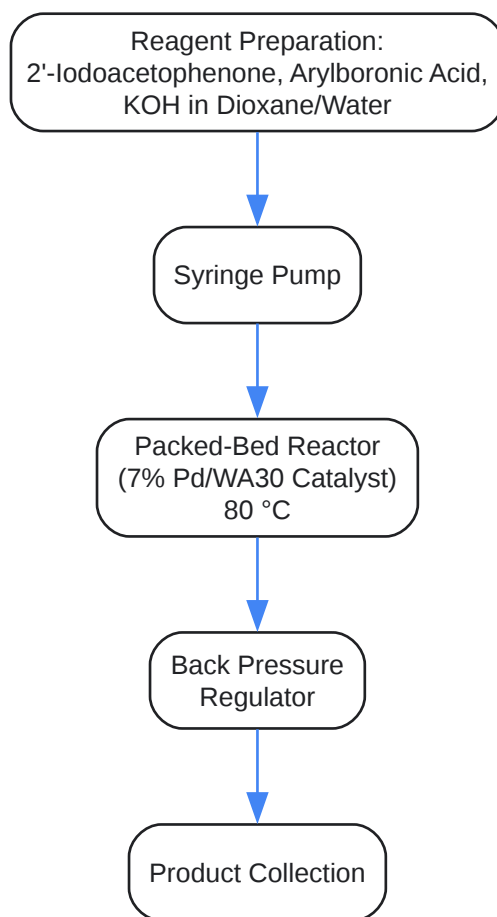 Reagent Preparation:
2'-Iodoacetophenone, Arylboronic Acid,
KOH in Dioxane/Water
Syringe Pump
Packed-Bed Reactor
(7% Pd/WA30 Catalyst)
80 °C
Back Pressure
Regulator
Product Collection